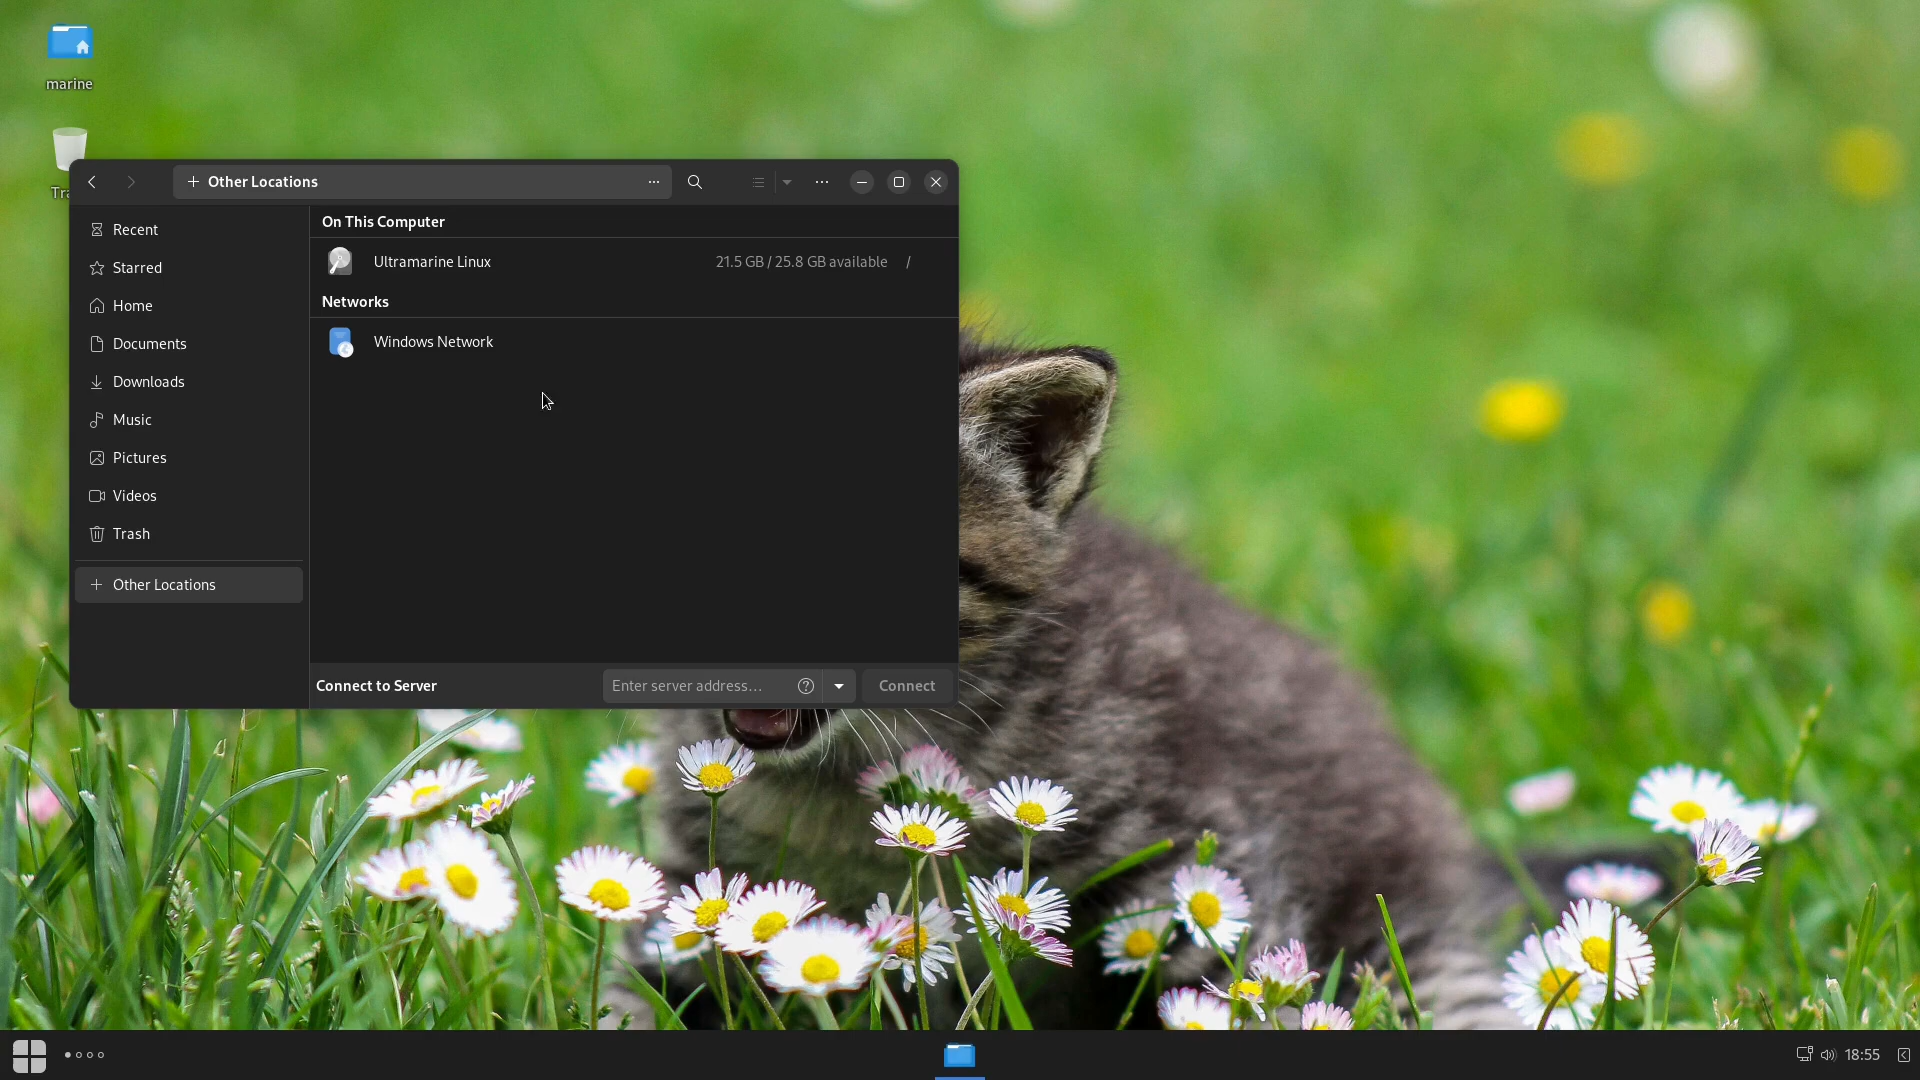 marine
Tra
Other Locations
Recent
Starred
Home
Documents
Downloads
Music
Pictures
Videos
Trash
Other Locations
On This Computer
Ultramarine Linux
21.5 GB / 25.8 GB available
/
Networks
Windows Network
Connect to Server
Enter server address…
Connect
18:55